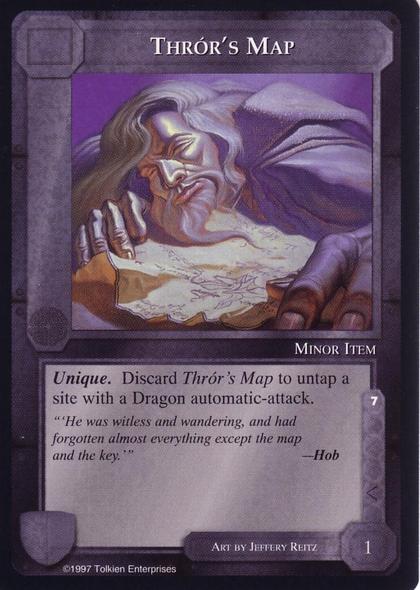 THRÓR'S MAP
MINOR ITEM
Unique. Discard Thrór's Map to untap a
site with a Dragon automatic-attack.
"'He was witless and wandering, and had
forgotten almost everything except the map
and the key.'" —Hob
7
ART BY JEFFERY REITZ
1
©1997 Tolkien Enterprises